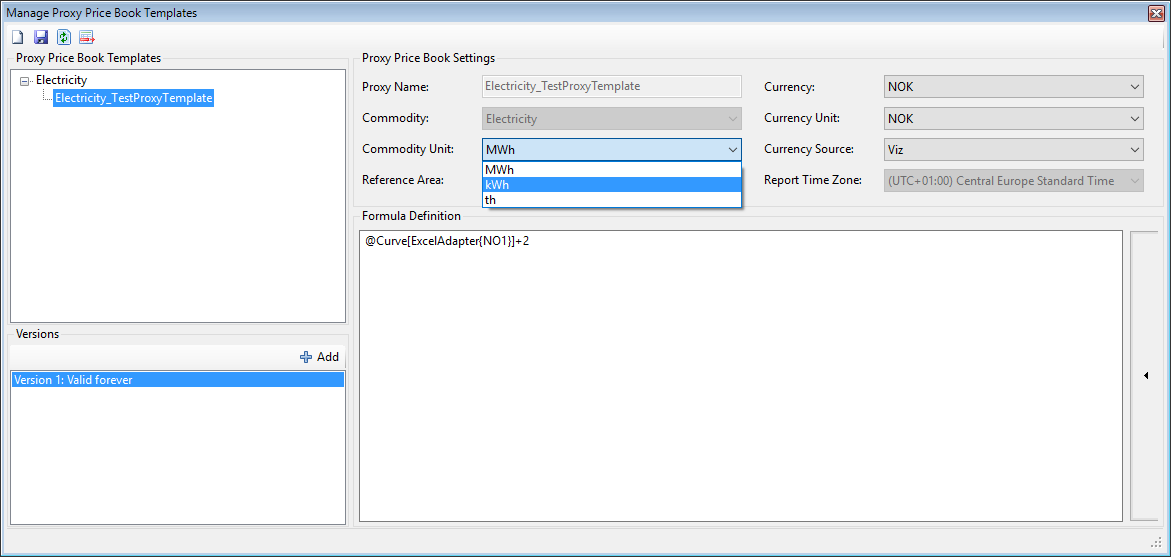 Manage Proxy Price Book Templates
Proxy Price Book Templates
Electricity
Electricity_TestProxyTemplate
Versions
Add
Version 1: Valid forever
Proxy Price Book Settings
Proxy Name: Electricity_TestProxyTemplate Currency: NOK
Commodity: Electricity Currency Unit: NOK
Commodity Unit: MWh Currency Source: Viz
MWh
Reference Area: kWh Report Time Zone: (UTC+01:00) Central Europe Standard Time
th
Formula Definition
@Curve[ExcelAdapter{NO1}]+2